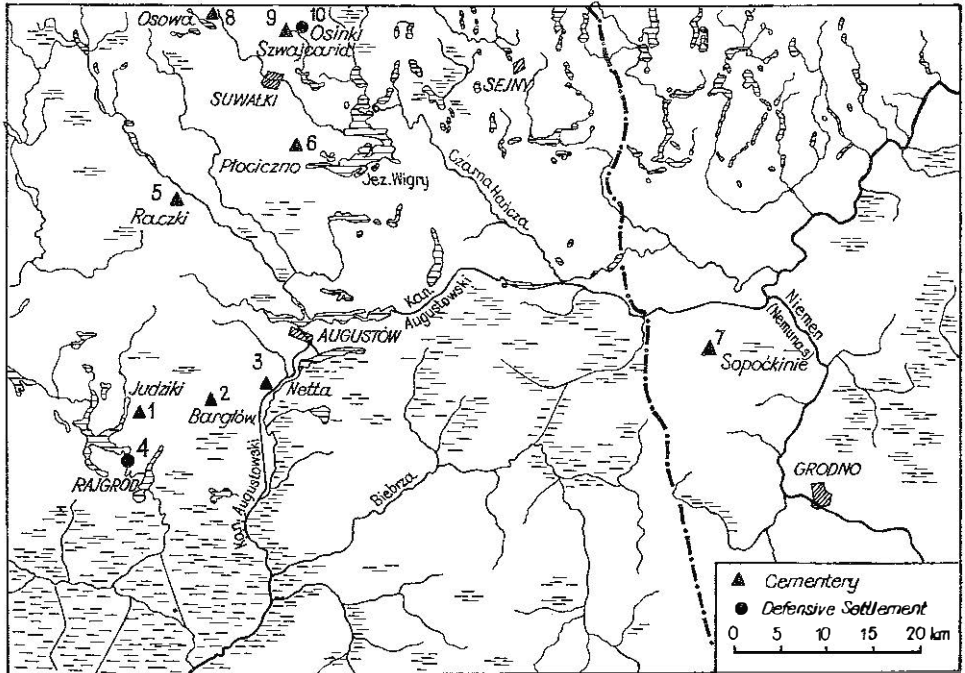 Osowa
8
9
10
Osinki
Szwajcaria
SUWAŁKI
SEJNY
6
Płociczno
Jez. Wigry
Czarna Hańcza
5
Raczki
Kan. Augustowski
AUGUSTÓW
Niemen
(Nemunas)
7
Sopoćkinie
3
Netta
Judziki
1
2
Bargłów
4
RAJGRÓD
Kan. Augustowski
Biebrza
GRODNO
Cementery
Defensive Settlement
0 5 10 15 20 km